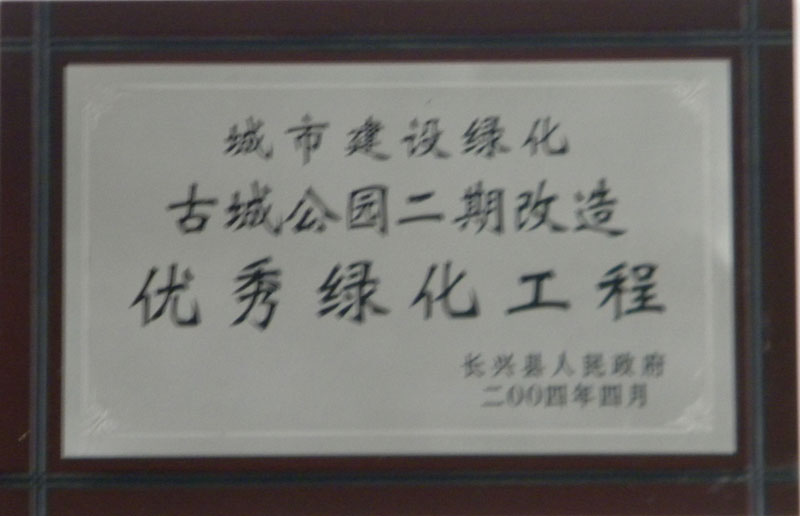 城市建设绿化
古城公园二期改造
优秀绿化工程
长兴县人民政府
二00四年四月